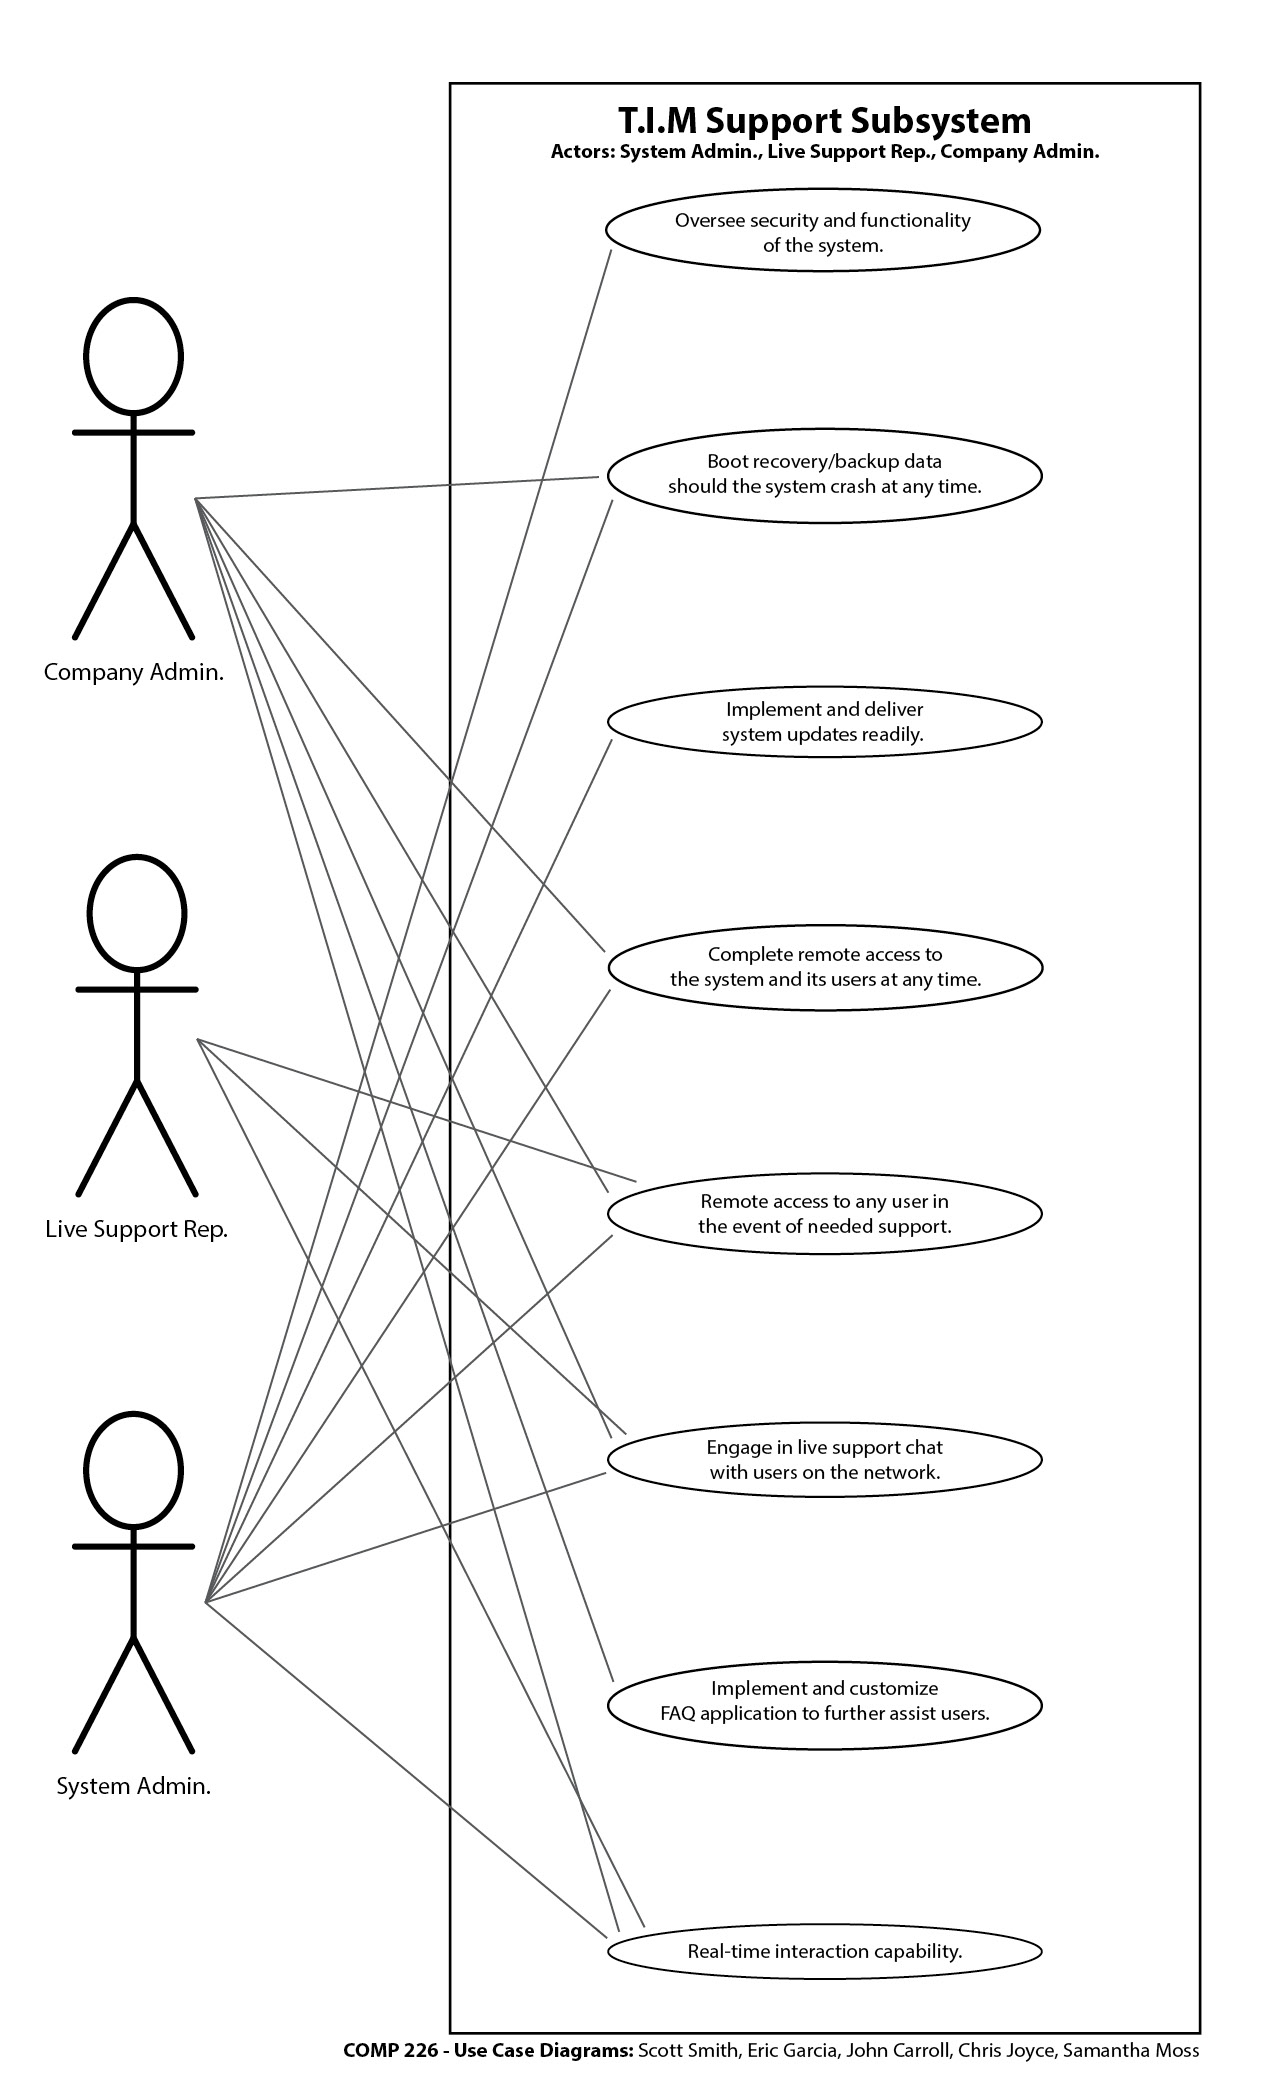 T.I.M Support Subsystem
Actors: System Admin., Live Support Rep., Company Admin.
Oversee security and functionality
of the system.
Boot recovery/backup data
should the system crash at any time.
Company Admin.
Implement and deliver
system updates readily.
Complete remote access to
the system and its users at any time.
Live Support Rep.
Remote access to any user in
the event of needed support.
Engage in live support chat
with users on the network.
System Admin.
Implement and customize
FAQ application to further assist users.
Real-time interaction capability.
COMP 226 - Use Case Diagrams: Scott Smith, Eric Garcia, John Carroll, Chris Joyce, Samantha Moss